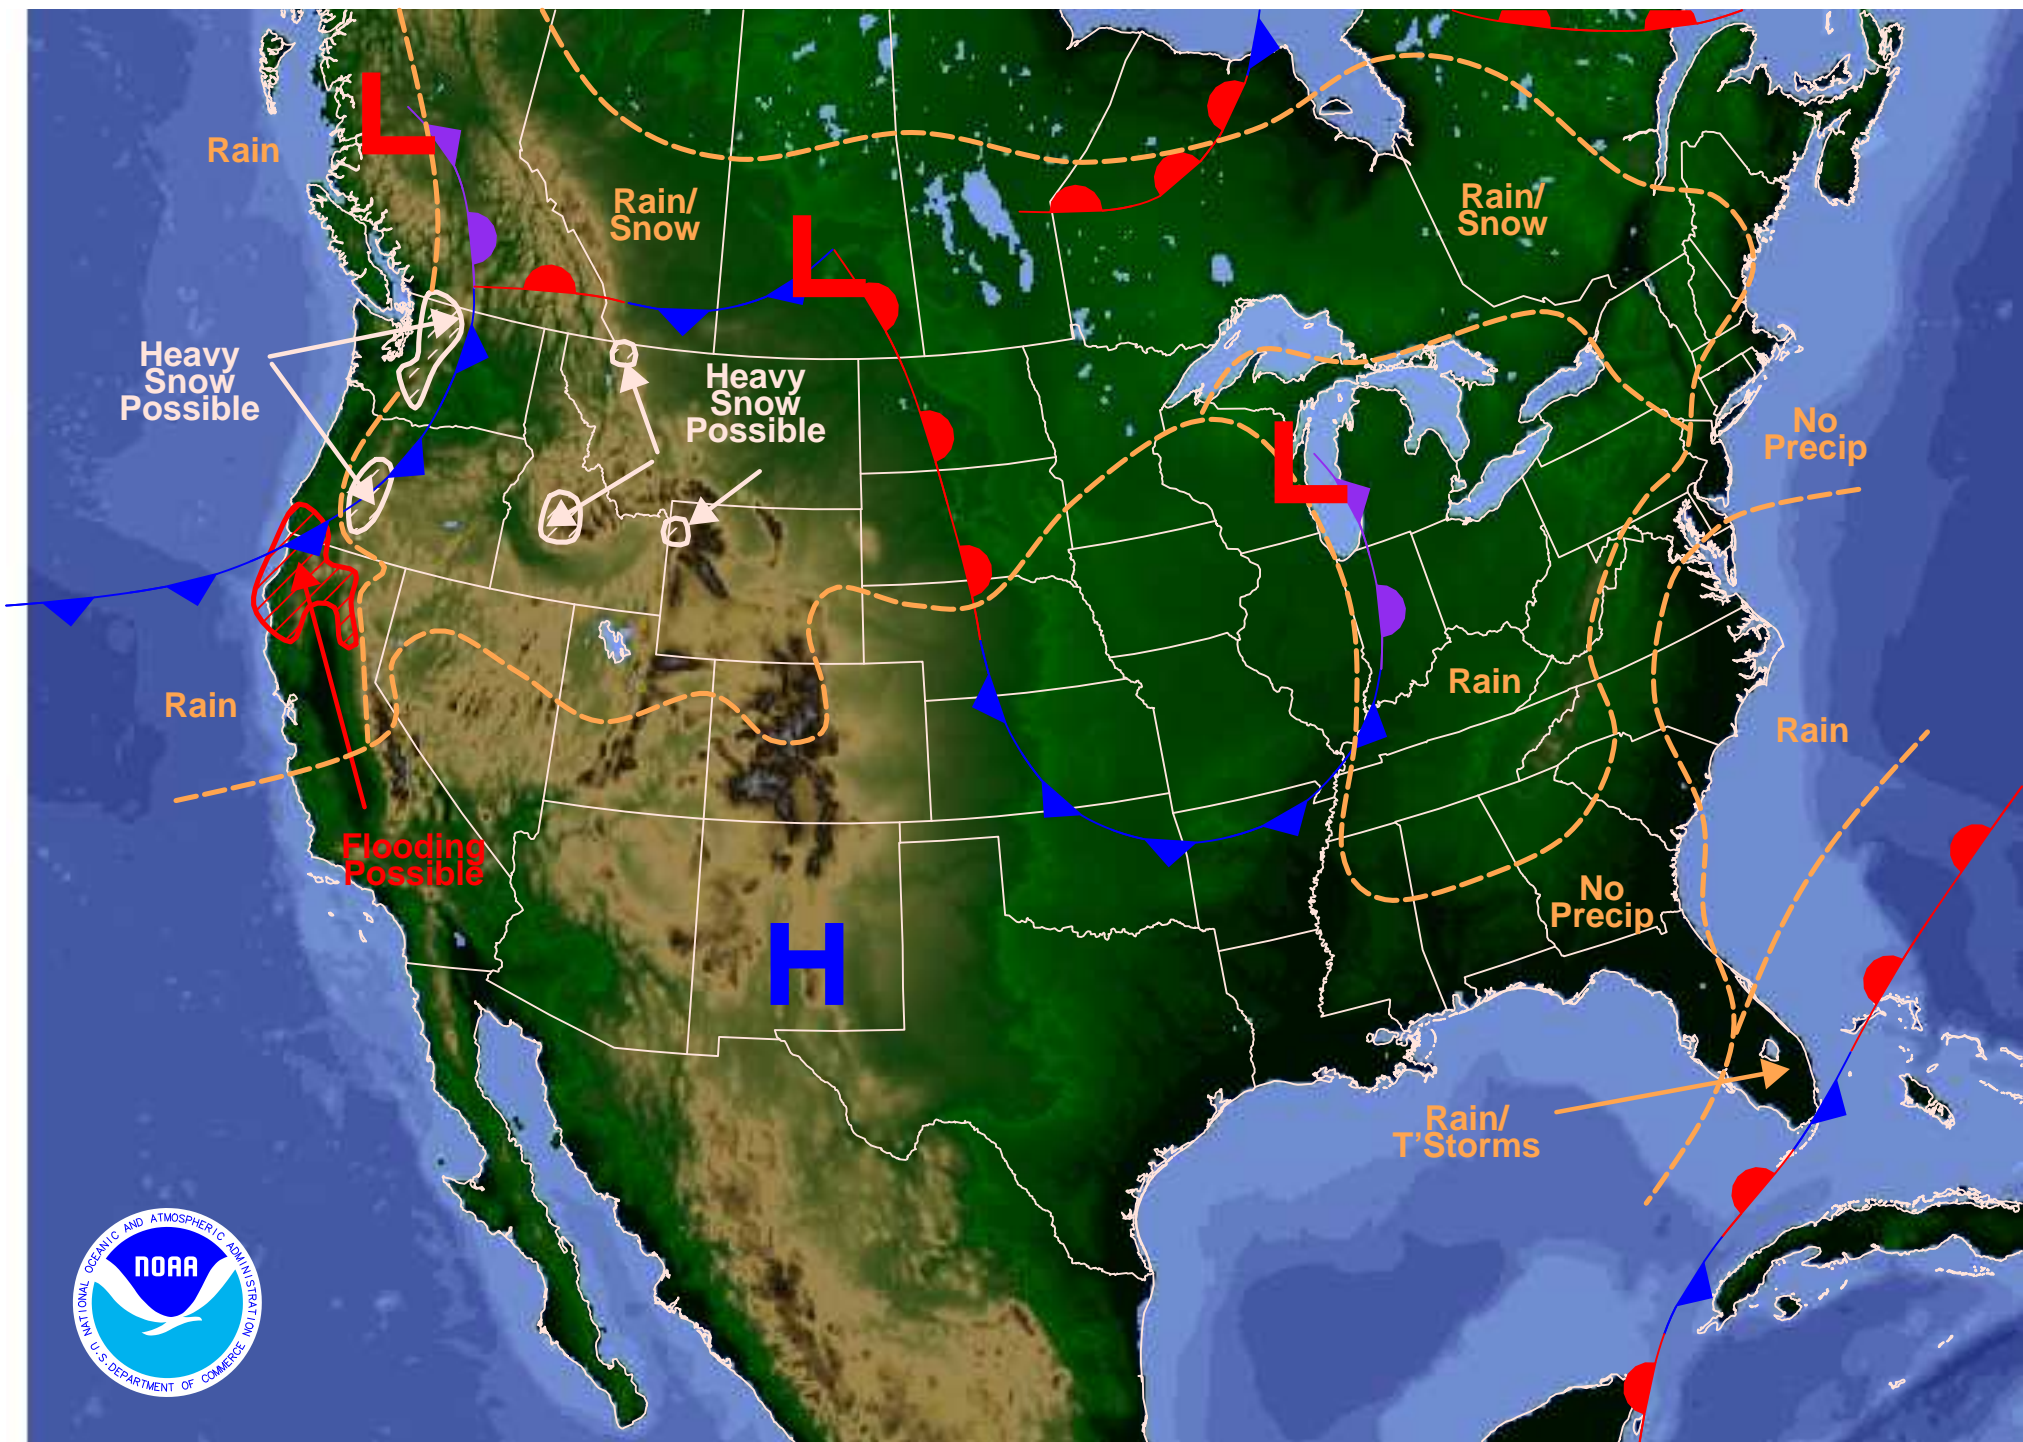 L
Rain
Rain/
Snow
Rain/
Snow
L
Heavy
Snow
Possible
Heavy
Snow
Possible
No
Precip
L
Rain
Rain
Rain
Flooding
Possible
No
Precip
H
Rain/
T'Storms
NATIONAL OCEANIC AND ATMOSPHERIC ADMINISTRATION
NOAA
U.S. DEPARTMENT OF COMMERCE